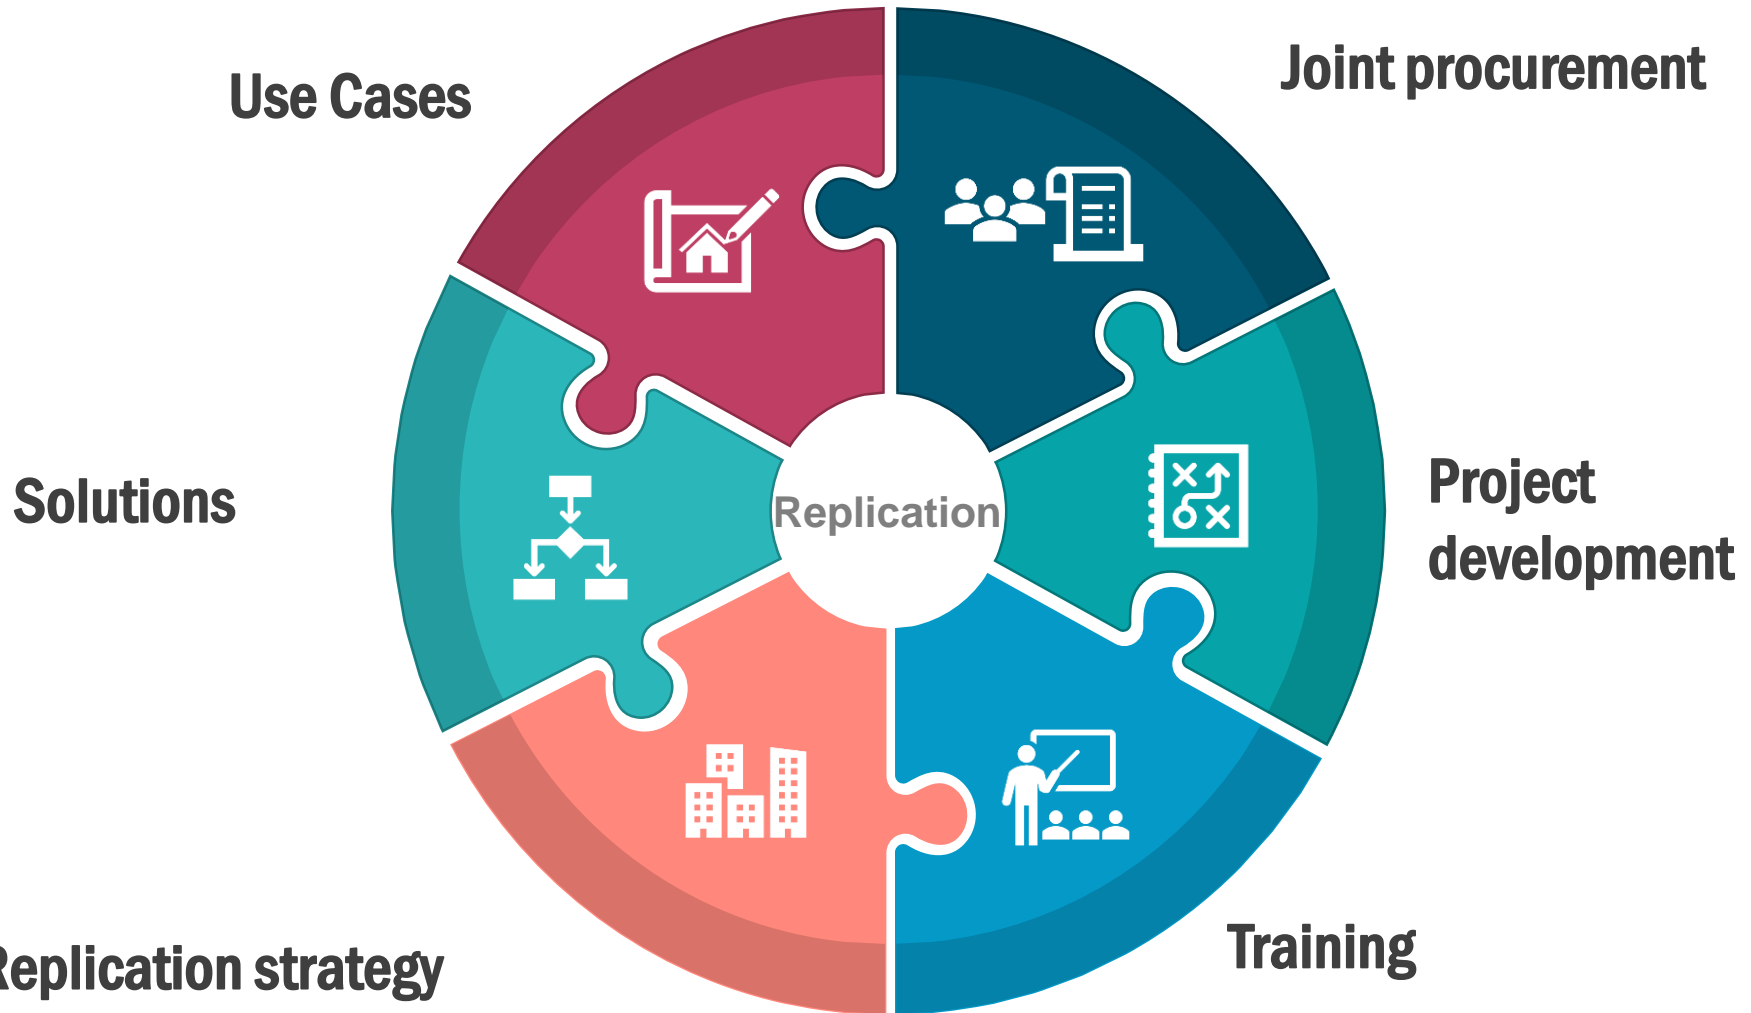 Use Cases
Joint procurement
Solutions
Replication
Project
development
Replication strategy
Training